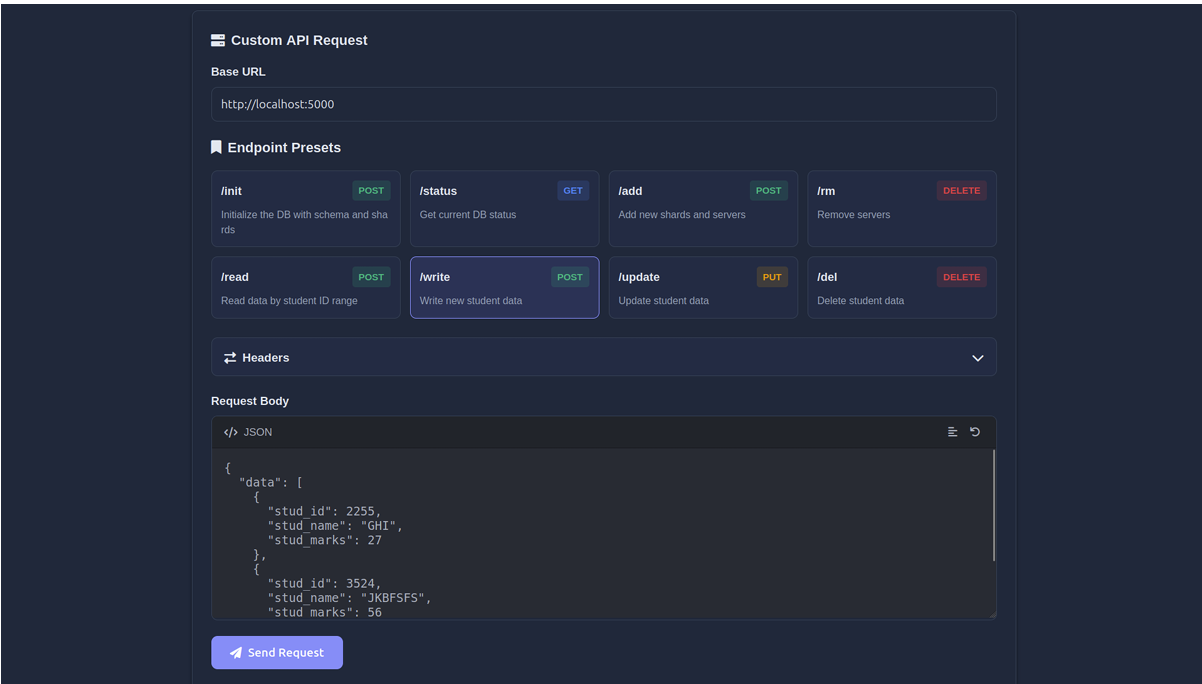 Custom API Request
Base URL
http://localhost:5000
Endpoint Presets
/init POST
Initialize the DB with schema and sha
rds
/status GET
Get current DB status
/add POST
Add new shards and servers
/rm DELETE
Remove servers
/read POST
Read data by student ID range
/write POST
Write new student data
/update PUT
Update student data
/del DELETE
Delete student data
Headers
Request Body
</> JSON
{
  "data": [
    {
      "stud_id": 2255,
      "stud_name": "GHI",
      "stud_marks": 27
    },
    {
      "stud_id": 3524,
      "stud_name": "JKBFSFS",
      "stud_marks": 56
Send Request